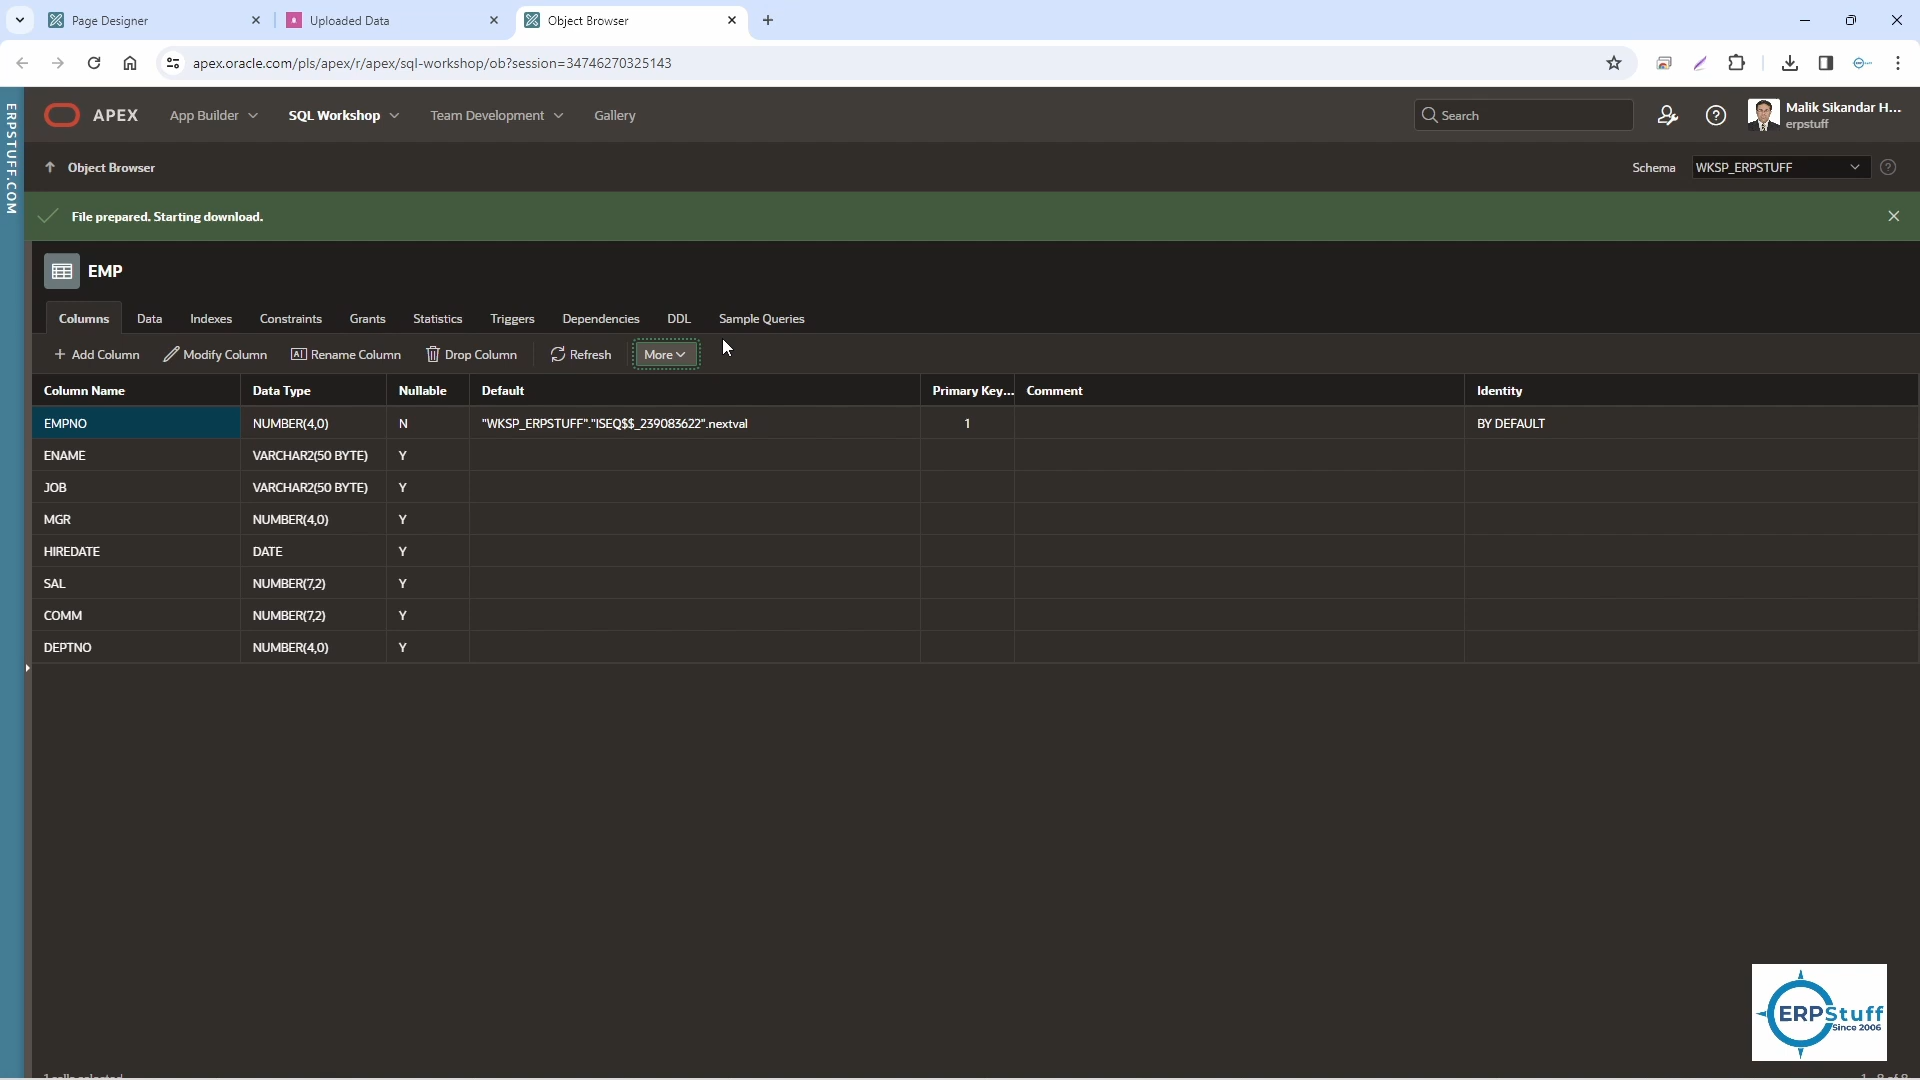 Page Designer
Uploaded Data
Object Browser
apex.oracle.com/pls/apex/r/apex/sql-workshop/ob?session=34746270325143
ERPSTUFF.COM
APEX
App Builder
SQL Workshop
Team Development
Gallery
Search
Malik Sikandar H...
erpstuff
Object Browser
Schema
WKSP_ERPSTUFF
File prepared. Starting download.
EMP
Columns Data Indexes Constraints Grants Statistics Triggers Dependencies DDL Sample Queries
+ Add Column Modify Column Rename Column Drop Column Refresh More
Column Name Data Type Nullable Default Primary Key... Comment Identity
EMPNO NUMBER(4,0) N "WKSP_ERPSTUFF"."ISEQ$$_239083622".nextval 1 BY DEFAULT
ENAME VARCHAR2(50 BYTE) Y
JOB VARCHAR2(50 BYTE) Y
MGR NUMBER(4,0) Y
HIREDATE DATE Y
SAL NUMBER(7,2) Y
COMM NUMBER(7,2) Y
DEPTNO NUMBER(4,0) Y
ERPStuff
Since 2006